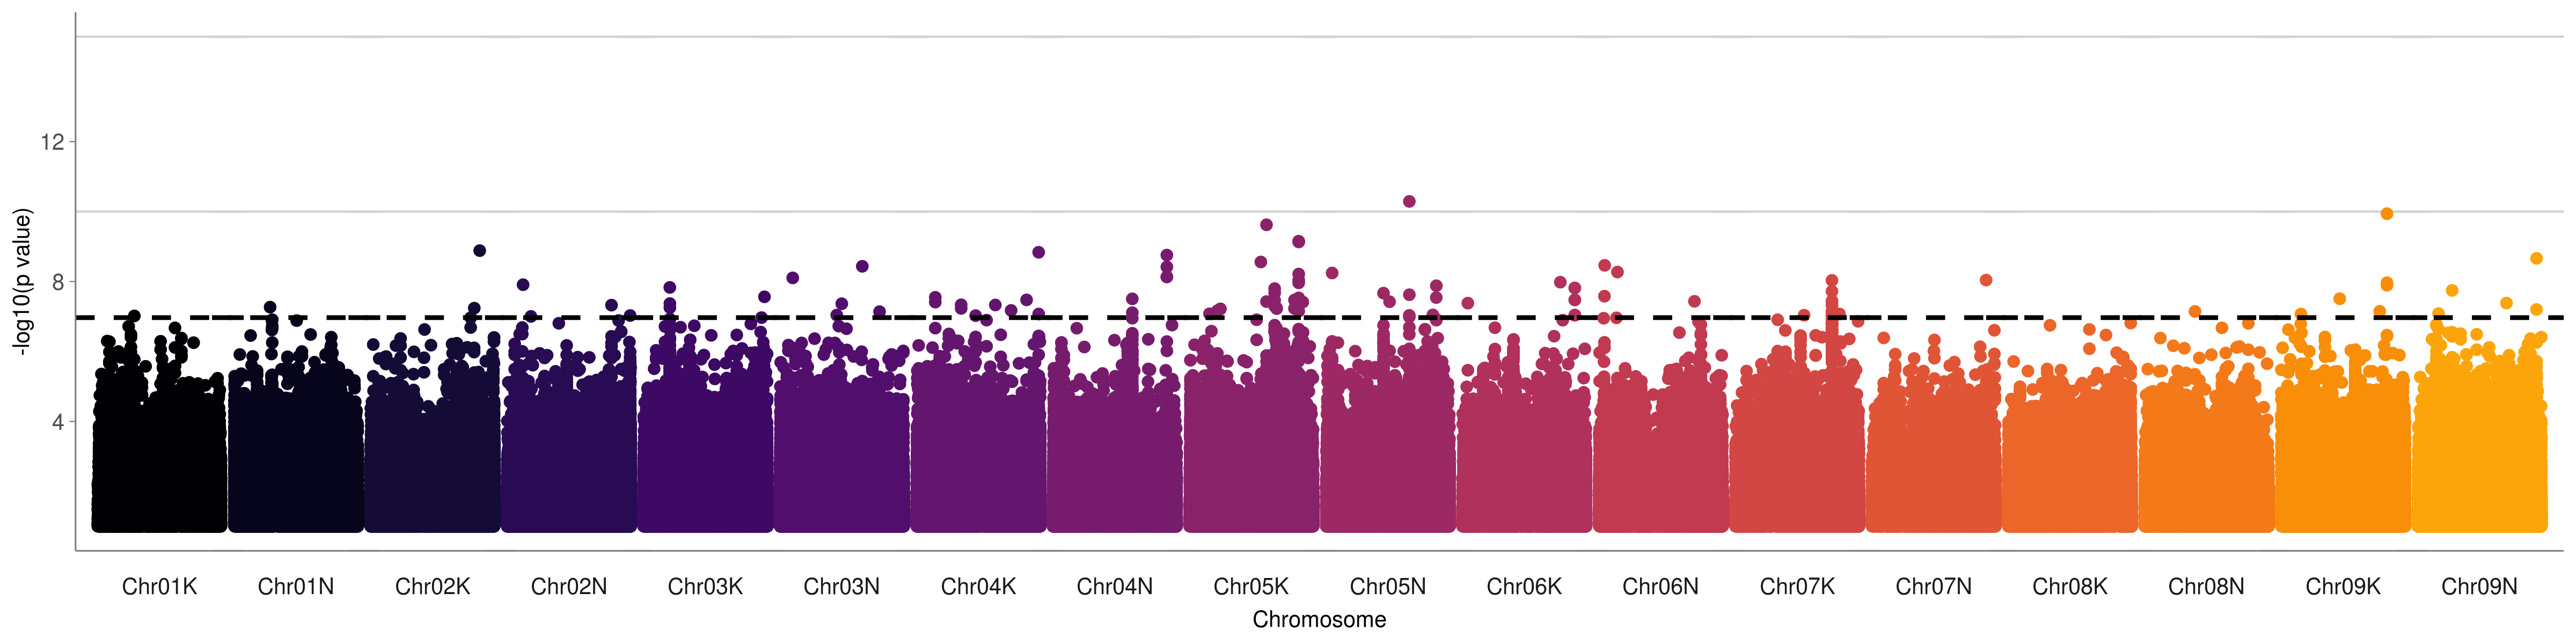 -log10(p value)
12
8
4
Chr01K Chr01N Chr02K Chr02N Chr03K Chr03N Chr04K Chr04N Chr05K Chr05N Chr06K Chr06N Chr07K Chr07N Chr08K Chr08N Chr09K Chr09N
Chromosome